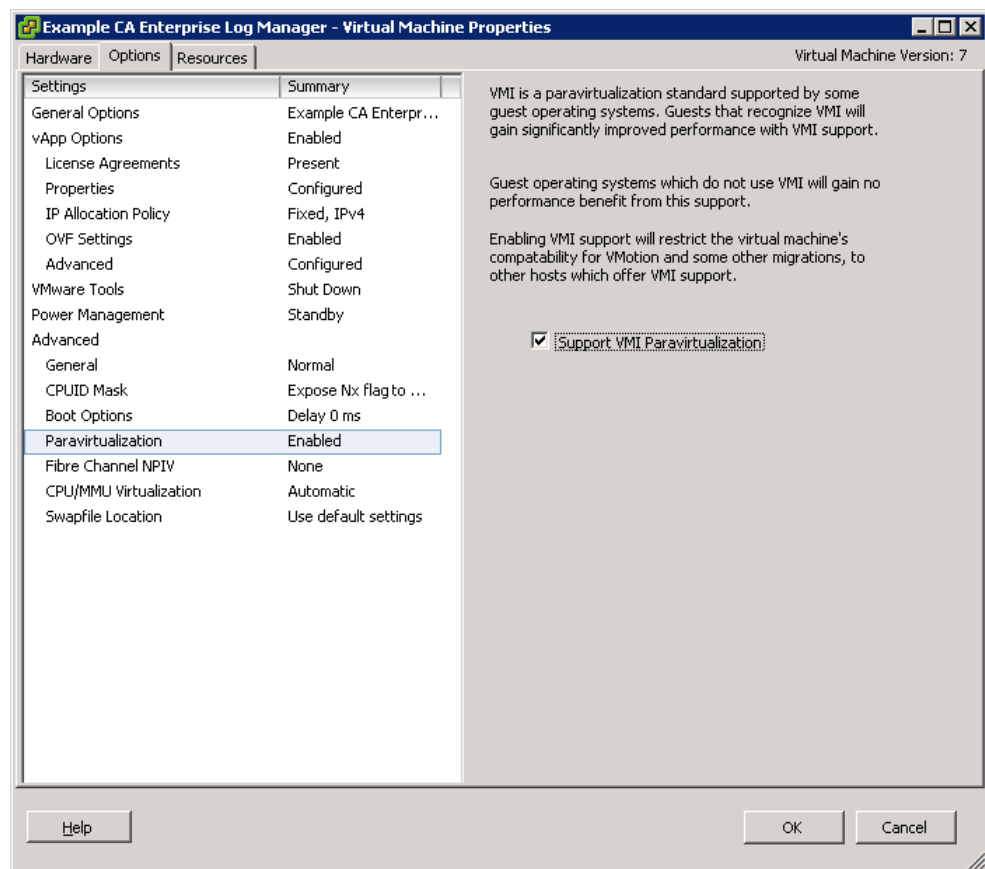 Example CA Enterprise Log Manager - Virtual Machine Properties
Hardware Options Resources Virtual Machine Version: 7
Settings Summary
General Options Example CA Enterpr...
vApp Options Enabled
License Agreements Present
Properties Configured
IP Allocation Policy Fixed, IPv4
OVF Settings Enabled
Advanced Configured
VMware Tools Shut Down
Power Management Standby
Advanced
General Normal
CPUID Mask Expose Nx flag to ...
Boot Options Delay 0 ms
Paravirtualization Enabled
Fibre Channel NPIV None
CPU/MMU Virtualization Automatic
Swapfile Location Use default settings
VMI is a paravirtualization standard supported by some
guest operating systems. Guests that recognize VMI will
gain significantly improved performance with VMI support.
Guest operating systems which do not use VMI will gain no
performance benefit from this support.
Enabling VMI support will restrict the virtual machine's
compatability for VMotion and some other migrations, to
other hosts which offer VMI support.
Support VMI Paravirtualization
Help OK Cancel